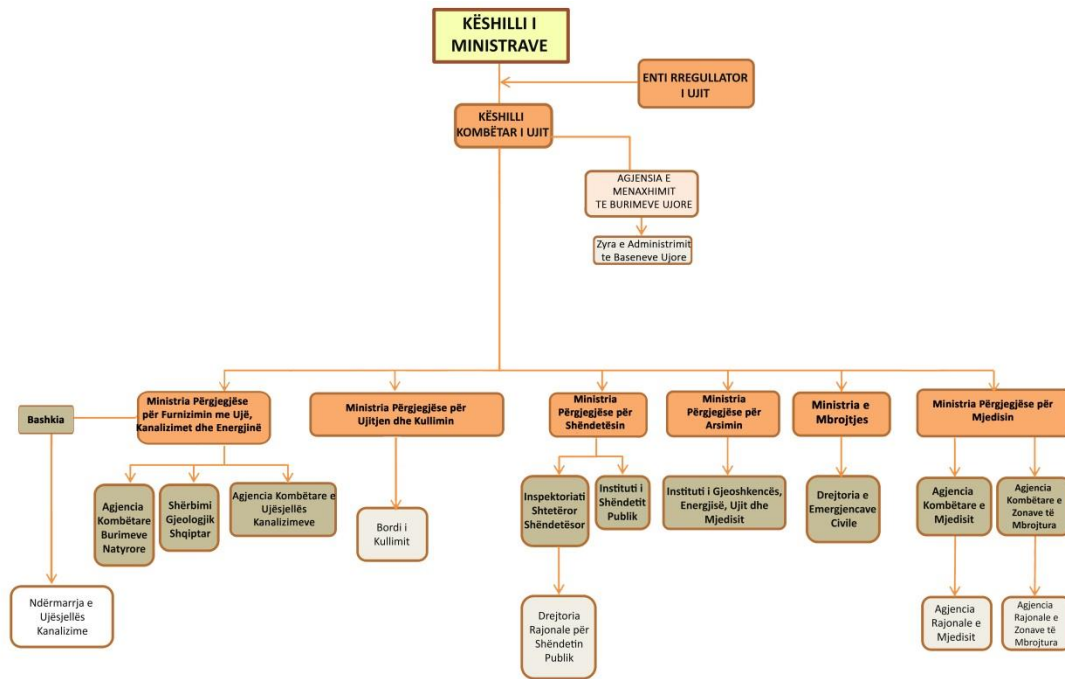 KËSHILLI I
MINISTRAVE
ENTI RREGULLATOR
I UJIT
KËSHILLI
KOMBËTAR I UJIT
AGJENSIA E
MENAXHIMIT
TE BURIMEVE UJORE
Zyra e Administrimit
te Baseneve Ujore
Bashkia
Ministria Përgjegjëse
për Furnizimin me Ujë,
Kanalizimet dhe Energjinë
Ministria Përgjegjëse për
Ujitjen dhe Kullimin
Ministria
Përgjegjëse për
Shëndetësin
Ministria
Përgjegjëse për
Arsimin
Ministria e
Mbrojtjes
Ministria Përgjegjëse për
Mjedisin
Agjencia
Kombëtare
Burimeve
Natyrore
Shërbimi
Gjeologjik
Shqiptar
Agjencia Kombëtare e
Ujësjellës
Kanalizimeve
Bordi i
Kullimit
Inspektoriati
Shtetëror
Shëndetësor
Instituti i
Shëndetit
Publik
Instituti i Gjeoshkencës,
Energjisë, Ujit dhe
Mjedisit
Drejtoria e
Emergjencave
Civile
Agjencia
Kombëtare e
Mjedisit
Agjencia
Kombëtare e
Zonave të
Mbrojtura
Ndërmarrja e
Ujësjellës
Kanalizime
Drejtoria
Rajonale për
Shëndetin
Publik
Agjencia
Rajonale e
Mjedisit
Agjencia
Rajonale e
Zonave të
Mbrojtura